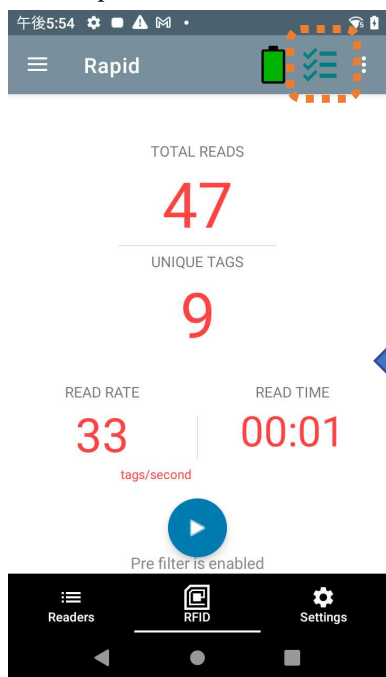 午後5:54
Rapid
TOTAL READS
47
UNIQUE TAGS
9
READ RATE
READ TIME
33
00:01
tags/second
Pre filter is enabled
Readers
RFID
Settings